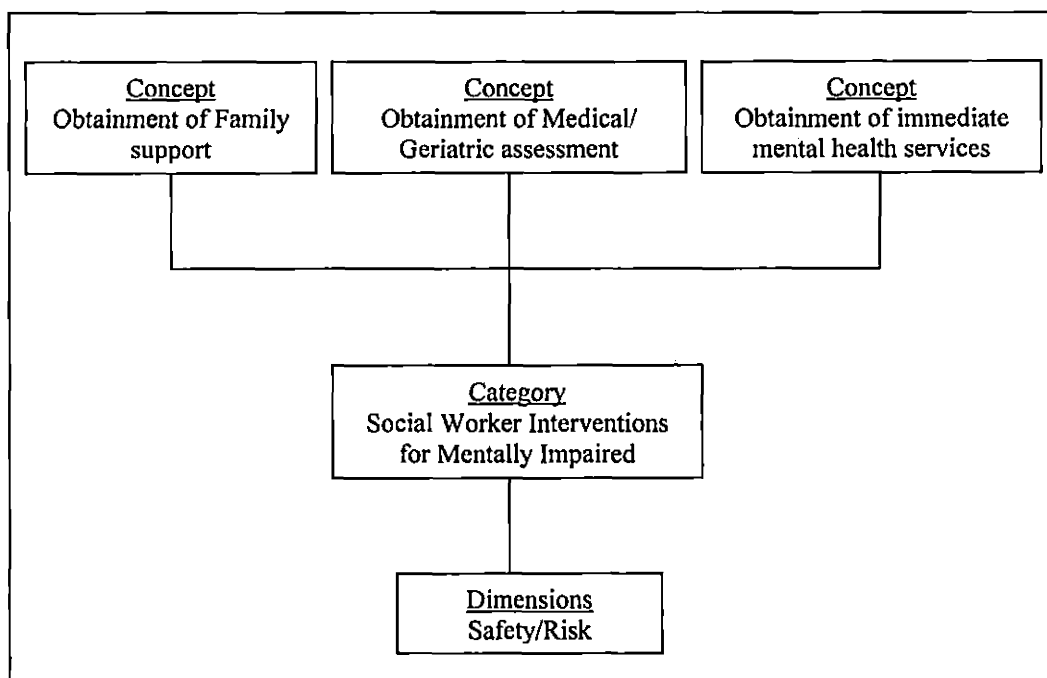 Concept
Obtainment of Family
support
Concept
Obtainment of Medical/
Geriatric assessment
Concept
Obtainment of immediate
mental health services
Category
Social Worker Interventions
for Mentally Impaired
Dimensions
Safety/Risk